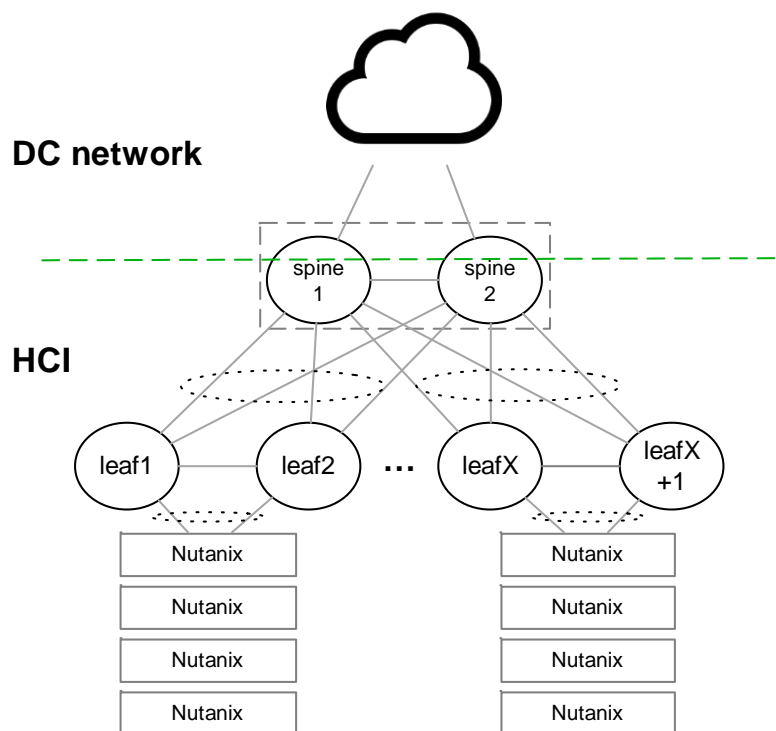 DC network
spine
1
spine
2
HCI
leaf1
leaf2
...
leafX
leafX
+1
Nutanix
Nutanix
Nutanix
Nutanix
Nutanix
Nutanix
Nutanix
Nutanix